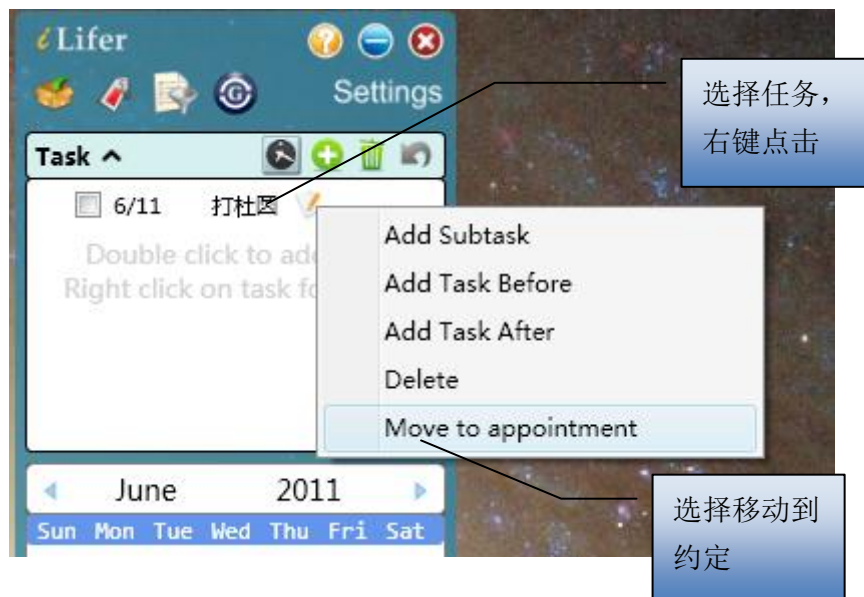 iLifer
Settings
选择任务，
右键点击
Task
6/11 打杜园
Double click to ad
Right click on task fo
Add Subtask
Add Task Before
Add Task After
Delete
Move to appointment
June 2011
选择移动到
约定
Sun Mon Tue Wed Thu Fri Sat